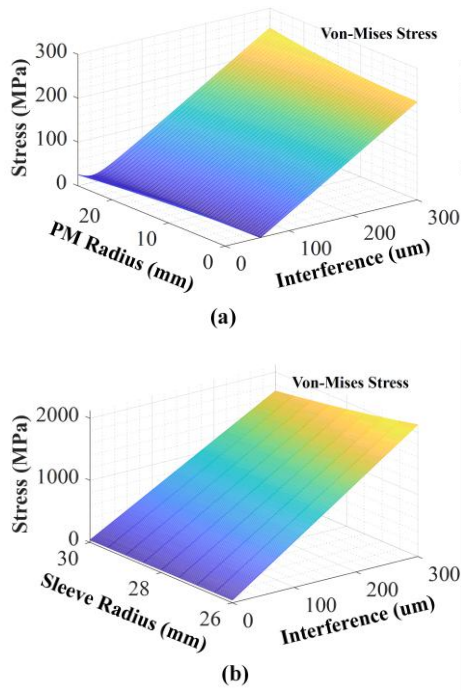 Von-Mises Stress
300
200
100
0
Stress (MPa)
20
10
0
PM Radius (mm)
0
100
200
300
Interference (um)
(a)
Von-Mises Stress
2000
1000
0
Stress (MPa)
30
28
26
Sleeve Radius (mm)
0
100
200
300
Interference (um)
(b)